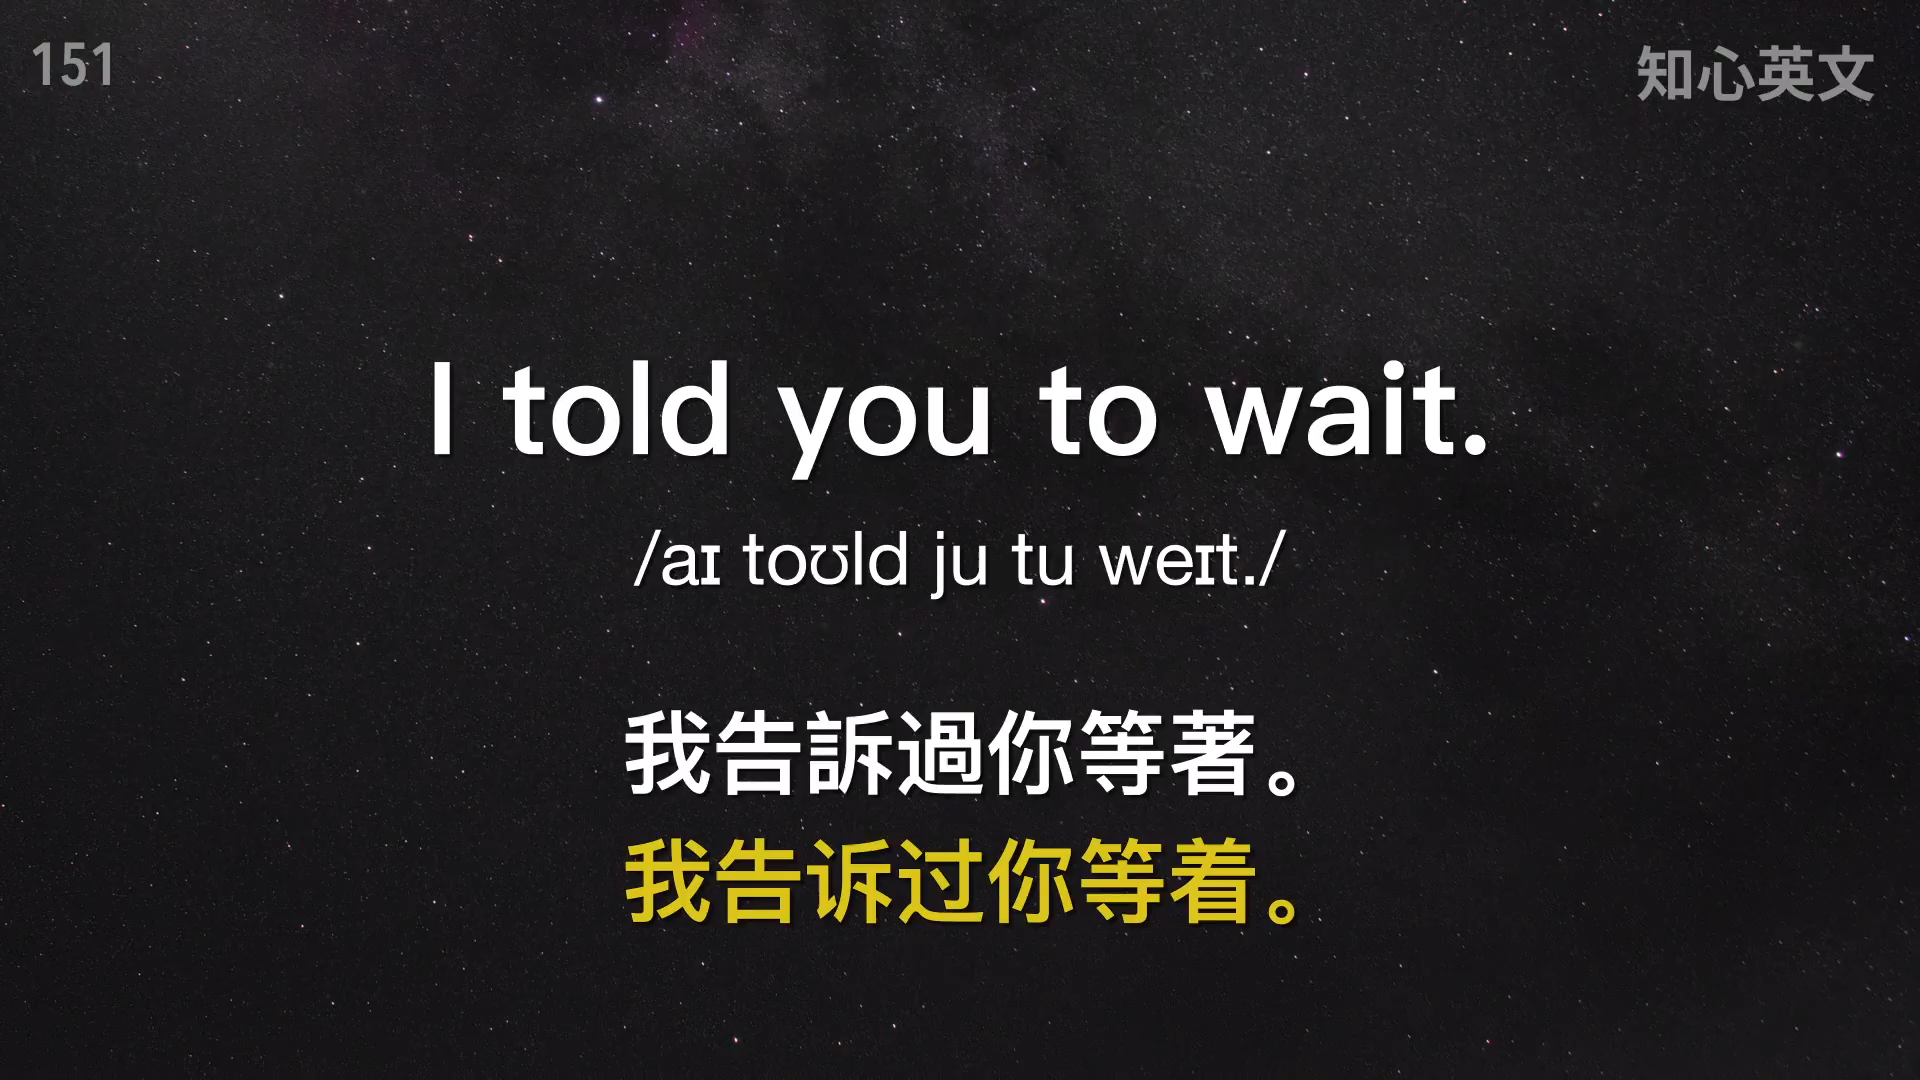 151
知心英文
I told you to wait.
/aɪ toʊld ju tu weɪt./
我告訴過你等著。
我告诉过你等着。